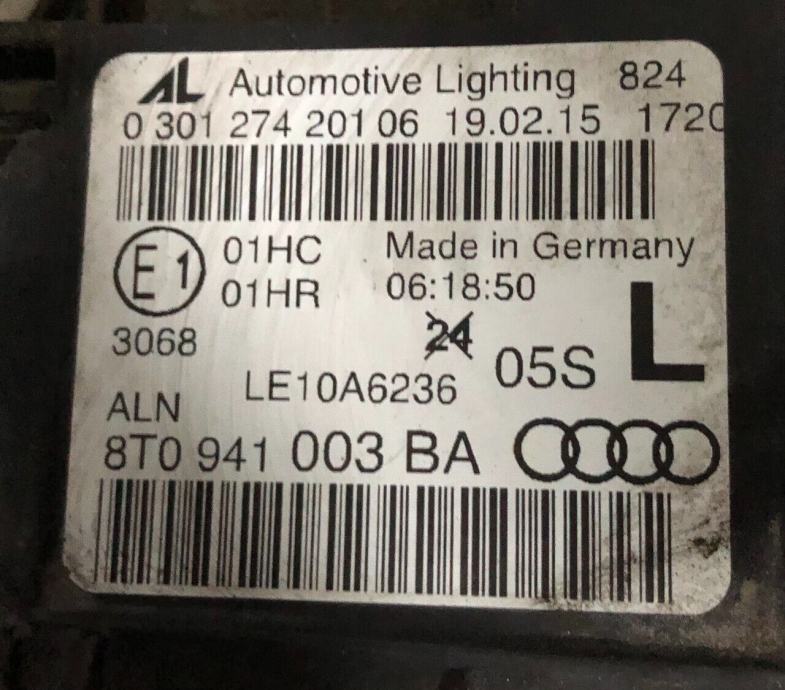 AL Automotive Lighting 824
0 301 274 201 06 19.02.15 1720
E1 01HC Made in Germany
01HR 06:18:50
3068 24 05S L
LE10A6236
ALN
8T0 941 003 BA